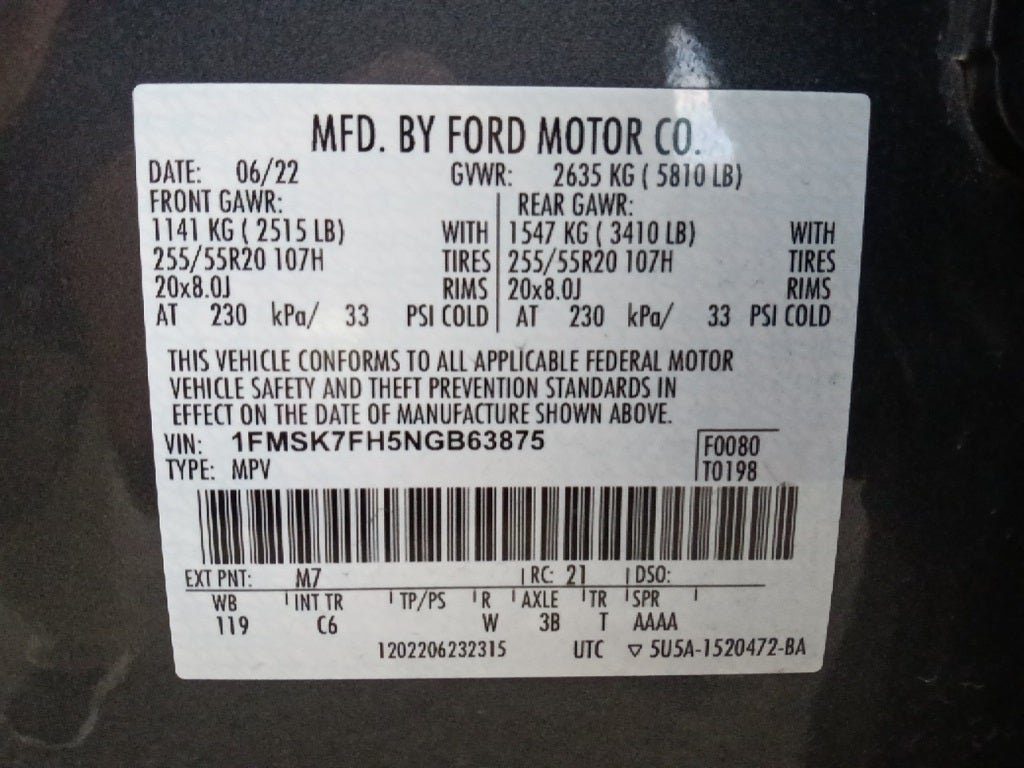 MFD. BY FORD MOTOR CO.
DATE: 06/22 GVWR: 2635 KG ( 5810 LB)
FRONT GAWR: REAR GAWR:
1141 KG ( 2515 LB) WITH 1547 KG ( 3410 LB) WITH
255/55R20 107H TIRES 255/55R20 107H TIRES
20x8.0J RIMS 20x8.0J RIMS
AT 230 kPa/ 33 PSI COLD AT 230 kPa/ 33 PSI COLD
THIS VEHICLE CONFORMS TO ALL APPLICABLE FEDERAL MOTOR
VEHICLE SAFETY AND THEFT PREVENTION STANDARDS IN
EFFECT ON THE DATE OF MANUFACTURE SHOWN ABOVE.
VIN: 1FMSK7FH5NGB63875 F0080
TYPE: MPV T0198
EXT PNT: M7 RC: 21 DSO:
WB INT TR TP/PS R AXLE TR SPR
119 C6 W 3B T AAAA
1202206232315 UTC ▽ 5U5A-1520472-BA